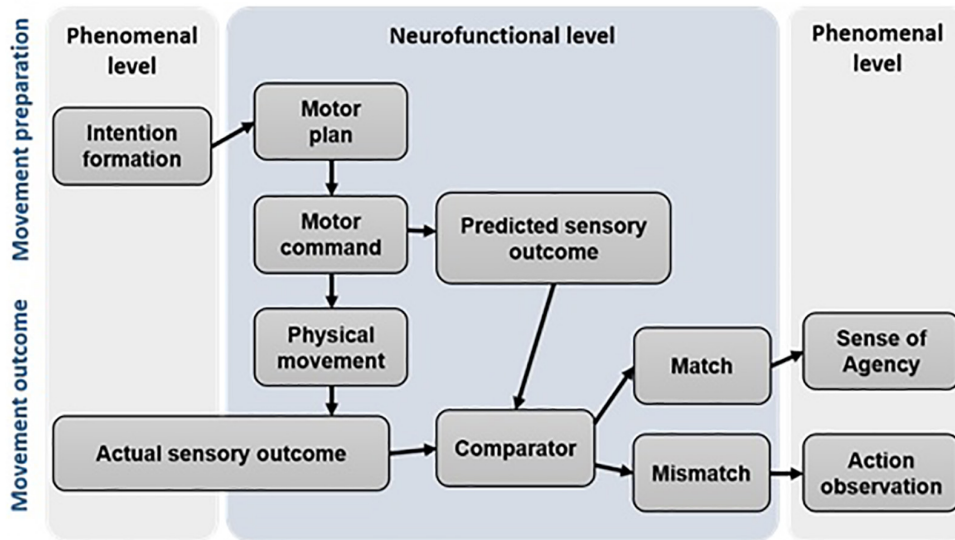 Movement preparation
Movement outcome
Phenomenal
level
Neurofunctional level
Phenomenal
level
Intention
formation
Motor
plan
Motor
command
Predicted sensory
outcome
Physical
movement
Match
Sense of
Agency
Actual sensory outcome
Comparator
Mismatch
Action
observation